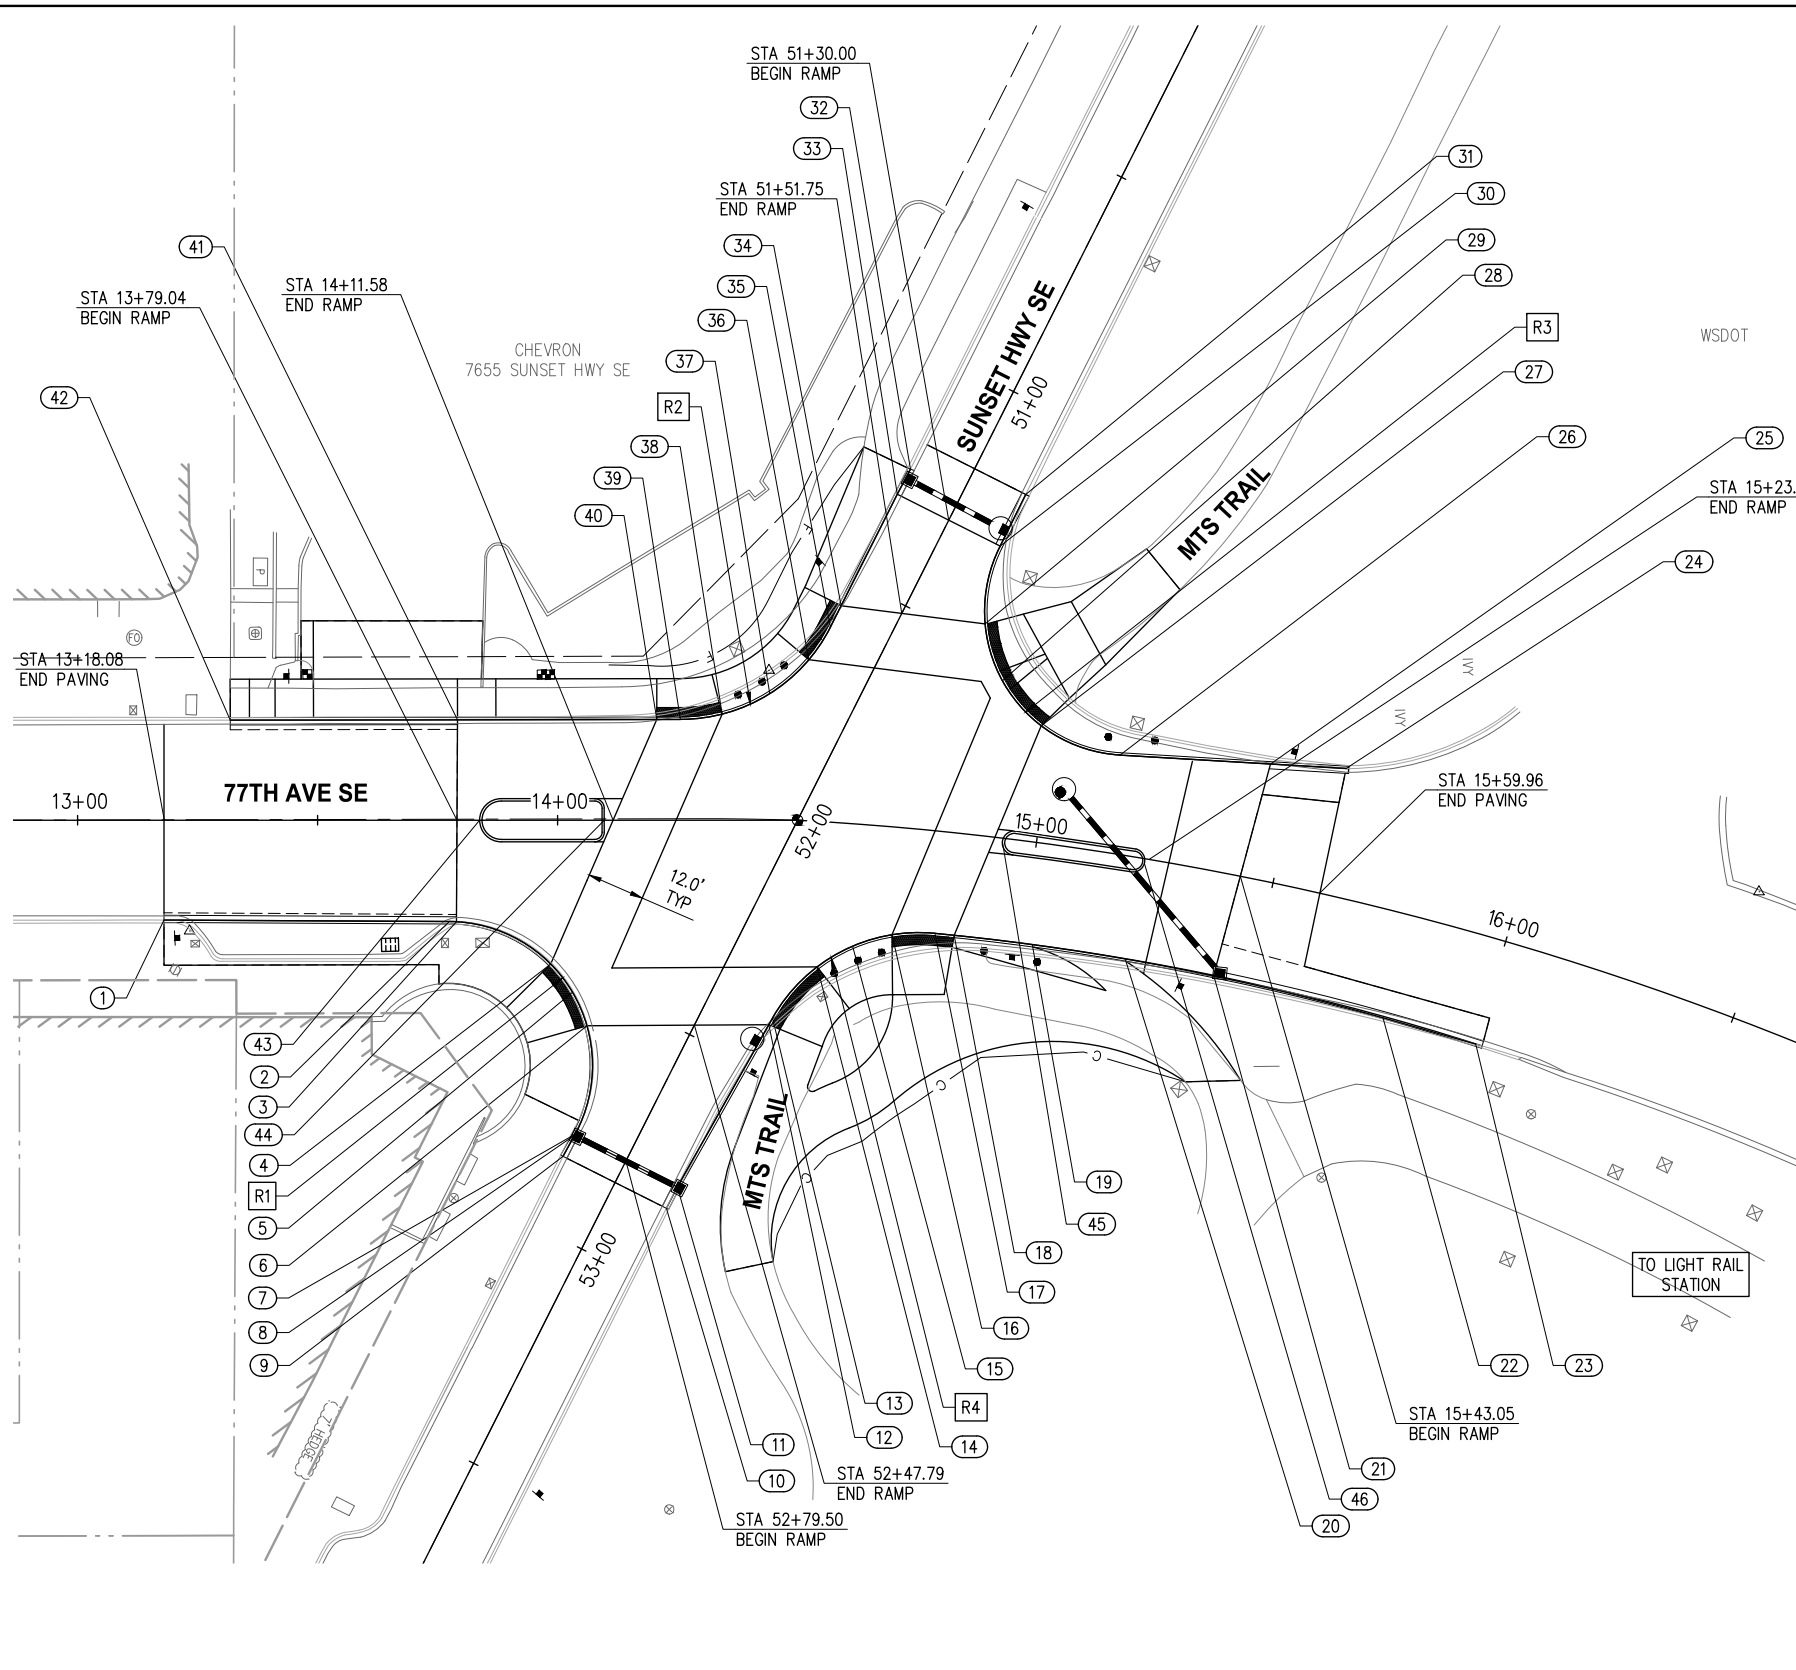 STA 51+30.00
BEGIN RAMP
32
33
31
STA 51+51.75
END RAMP
30
41
34
29
STA 14+11.58
END RAMP
35
28
STA 13+79.04
BEGIN RAMP
36
R3
SUNSET HWY SE
51+00
WSDOT
CHEVRON
7655 SUNSET HWY SE
37
27
42
R2
38
26
25
39
MTS TRAIL
STA 15+23.
END RAMP
40
24
P
FO
STA 13+18.08
END PAVING
IVY
IVY
77TH AVE SE
13+00
14+00
15+00
52+00
STA 15+59.96
END PAVING
12.0'
TYP
16+00
1
43
2
3
44
4
R1
5
6
7
8
9
C
C
C
MTS TRAIL
53+00
19
45
18
17
16
15
R4
13
12
14
11
10
TO LIGHT RAIL
STATION
22
23
STA 15+43.05
BEGIN RAMP
21
46
20
STA 52+47.79
END RAMP
STA 52+79.50
BEGIN RAMP
7' HEDGE